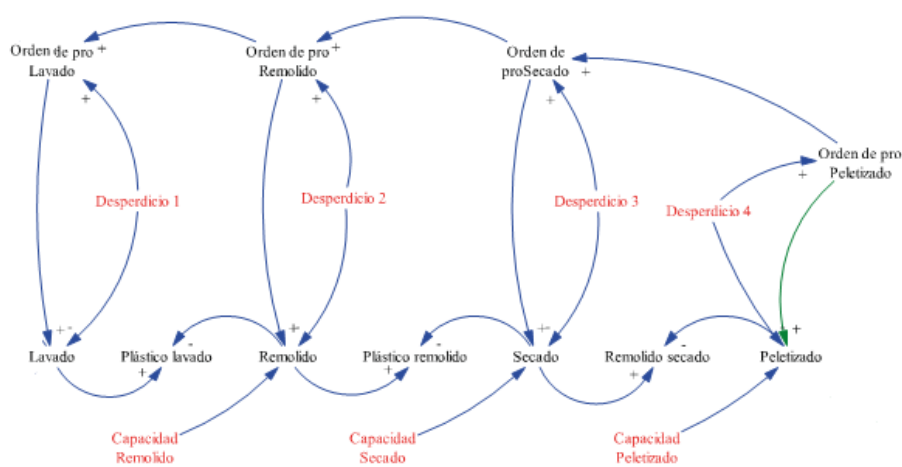 Orden de pro +
Lavado
+
Orden de pro +
Remolido
+
Orden de
proSecado +
+
Orden de pro
+ Peletizado
Desperdicio 1
Desperdicio 2
Desperdicio 3
Desperdicio 4
+ -
+-
+-
+
Lavado
Plástico lavado -
+
Remolido
Plástico remolido -
+
Secado
Remolido secado -
+
Peletizado
Capacidad
Remolido
Capacidad
Secado
Capacidad
Peletizado